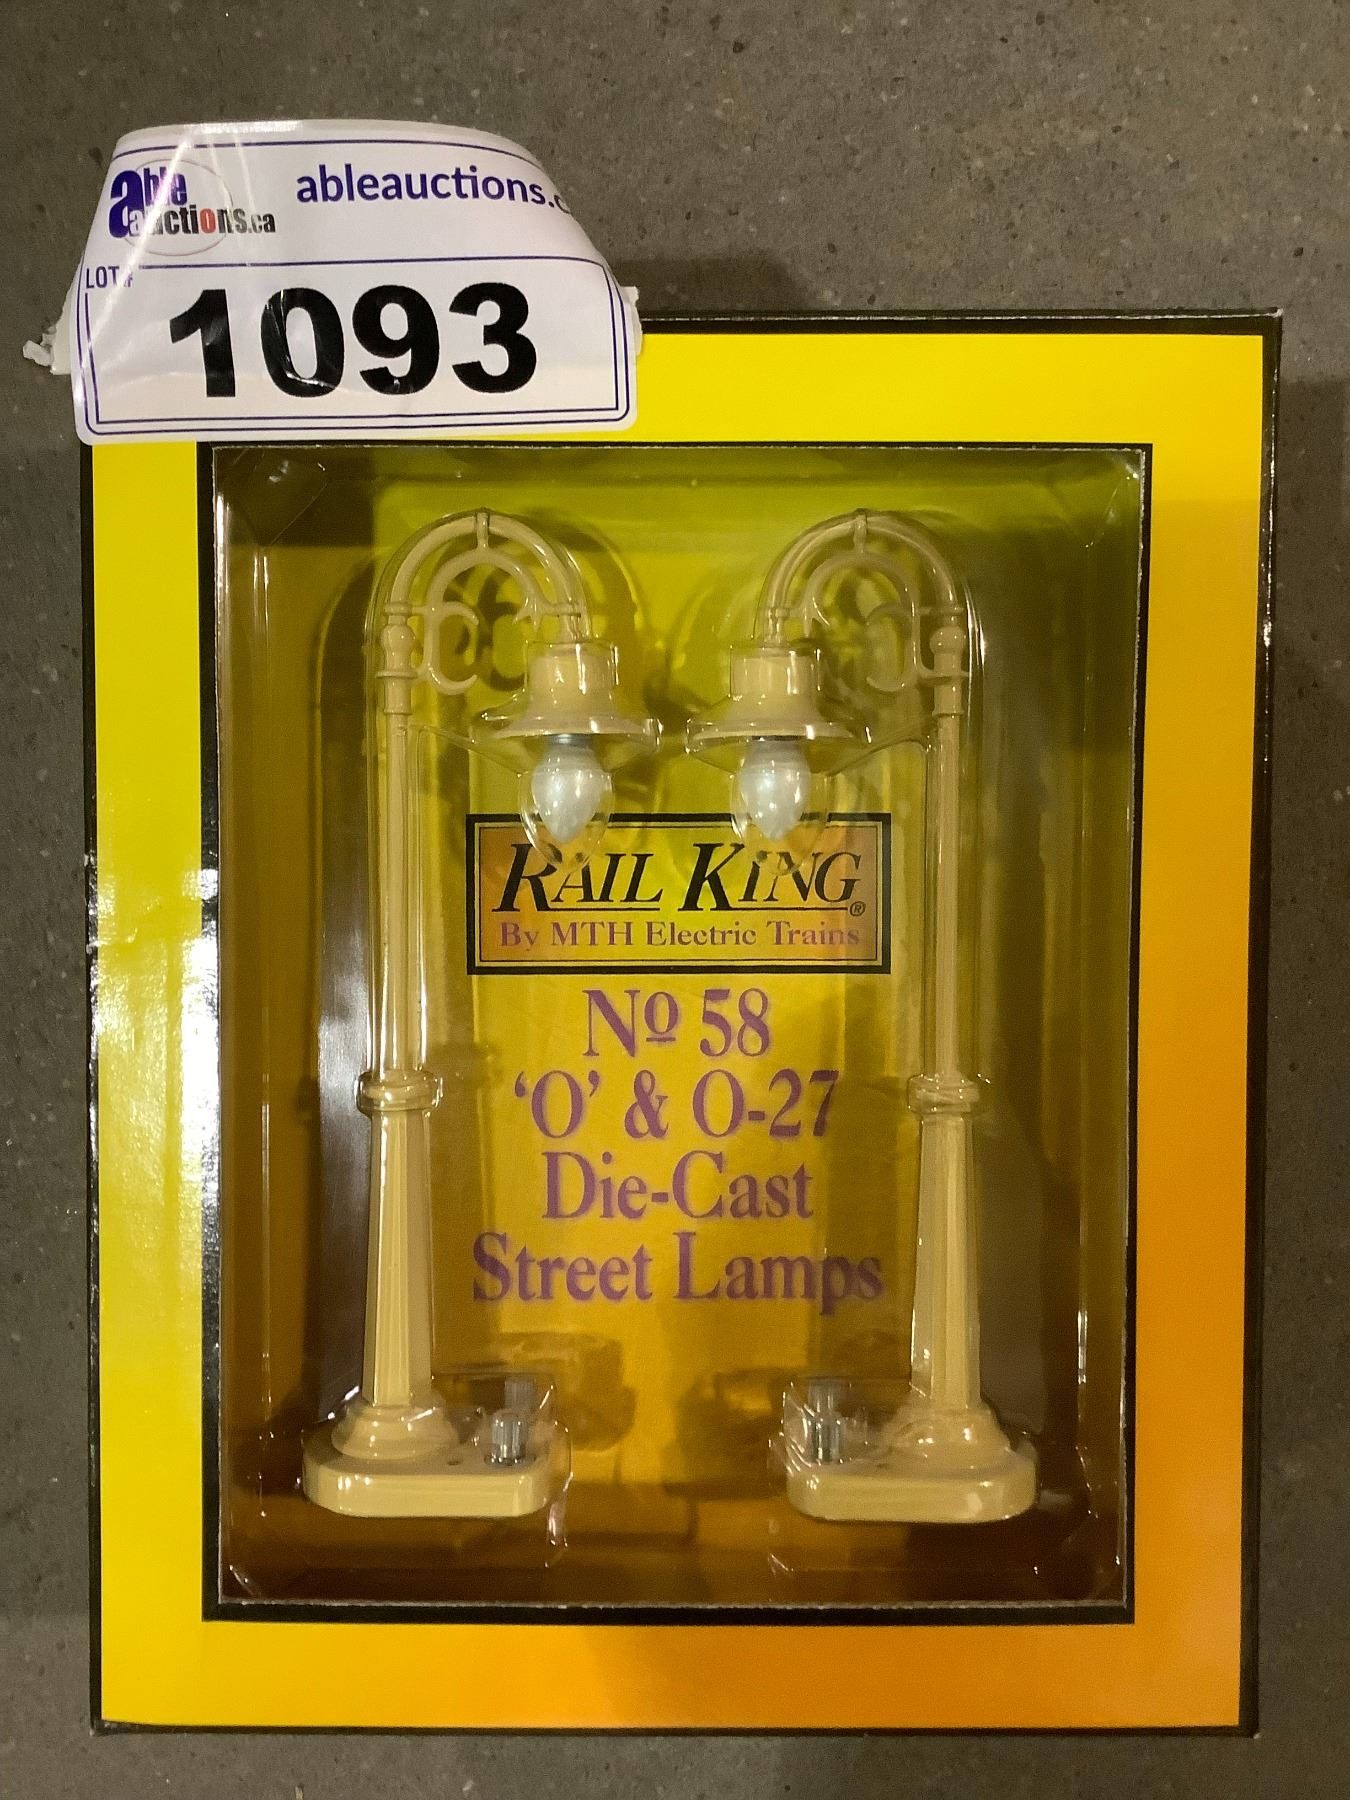 able
auctions.ca
ableauctions.c
LOT #
1093
RAIL KING®
By MTH Electric Trains
Nº 58
'O' & O-27
Die-Cast
Street Lamps